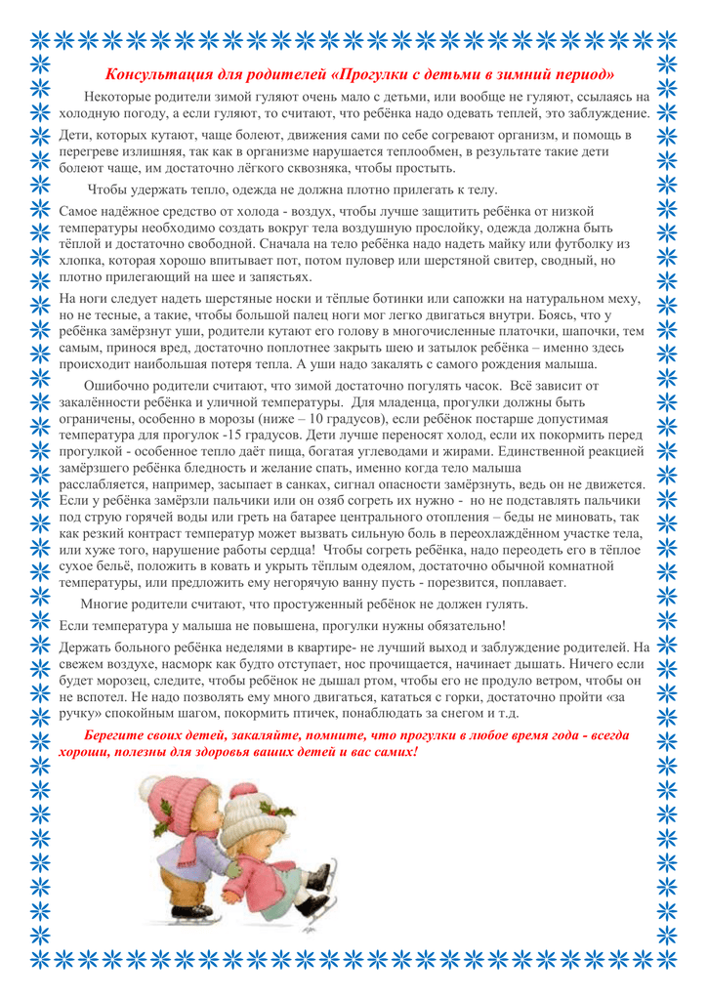 Консультация для родителей «Прогулки с детьми в зимний период»
Некоторые родители зимой гуляют очень мало с детьми, или вообще не гуляют, ссылаясь на
холодную погоду, а если гуляют, то считают, что ребёнка надо одевать теплей, это заблуждение.
Дети, которых кутают, чаще болеют, движения сами по себе согревают организм, и помощь в
перегреве излишняя, так как в организме нарушается теплообмен, в результате такие дети
болеют чаще, им достаточно лёгкого сквозняка, чтобы простыть.
Чтобы удержать тепло, одежда не должна плотно прилегать к телу.
Самое надёжное средство от холода - воздух, чтобы лучше защитить ребёнка от низкой
температуры необходимо создать вокруг тела воздушную прослойку, одежда должна быть
тёплой и достаточно свободной. Сначала на тело ребёнка надо надеть майку или футболку из
хлопка, которая хорошо впитывает пот, потом пуловер или шерстяной свитер, сводный, но
плотно прилегающий на шее и запястьях.
На ноги следует надеть шерстяные носки и тёплые ботинки или сапожки на натуральном меху,
но не тесные, а такие, чтобы большой палец ноги мог легко двигаться внутри. Боясь, что у
ребёнка замёрзнут уши, родители кутают его голову в многочисленные платочки, шапочки, тем
самым, принося вред, достаточно поплотнее закрыть шею и затылок ребёнка – именно здесь
происходит наибольшая потеря тепла. А уши надо закалять с самого рождения малыша.
Ошибочно родители считают, что зимой достаточно погулять часок. Всё зависит от
закалённости ребёнка и уличной температуры. Для младенца, прогулки должны быть
ограничены, особенно в морозы (ниже – 10 градусов), если ребёнок постарше допустимая
температура для прогулок -15 градусов. Дети лучше переносят холод, если их покормить перед
прогулкой - особенное тепло даёт пища, богатая углеводами и жирами. Единственной реакцией
замёрзшего ребёнка бледность и желание спать, именно когда тело малыша
расслабляется, например, засыпает в санках, сигнал опасности замёрзнуть, ведь он не движется.
Если у ребёнка замёрзли пальчики или он озяб согреть их нужно - но не подставлять пальчики
под струю горячей воды или греть на батарее центрального отопления – беды не миновать, так
как резкий контраст температур может вызвать сильную боль в переохлаждённом участке тела,
или хуже того, нарушение работы сердца! Чтобы согреть ребёнка, надо переодеть его в тёплое
сухое бельё, положить в ковать и укрыть тёплым одеялом, достаточно обычной комнатной
температуры, или предложить ему негорячую ванну пусть - порезвится, поплавает.
Многие родители считают, что простуженный ребёнок не должен гулять.
Если температура у малыша не повышена, прогулки нужны обязательно!
Держать больного ребёнка неделями в квартире- не лучший выход и заблуждение родителей. На
свежем воздухе, насморк как будто отступает, нос прочищается, начинает дышать. Ничего если
будет морозец, следите, чтобы ребёнок не дышал ртом, чтобы его не продуло ветром, чтобы он
не вспотел. Не надо позволять ему много двигаться, кататься с горки, достаточно пройти «за
ручку» спокойным шагом, покормить птичек, понаблюдать за снегом и т.д.
Берегите своих детей, закаляйте, помните, что прогулки в любое время года - всегда
хороши, полезны для здоровья ваших детей и вас самих!